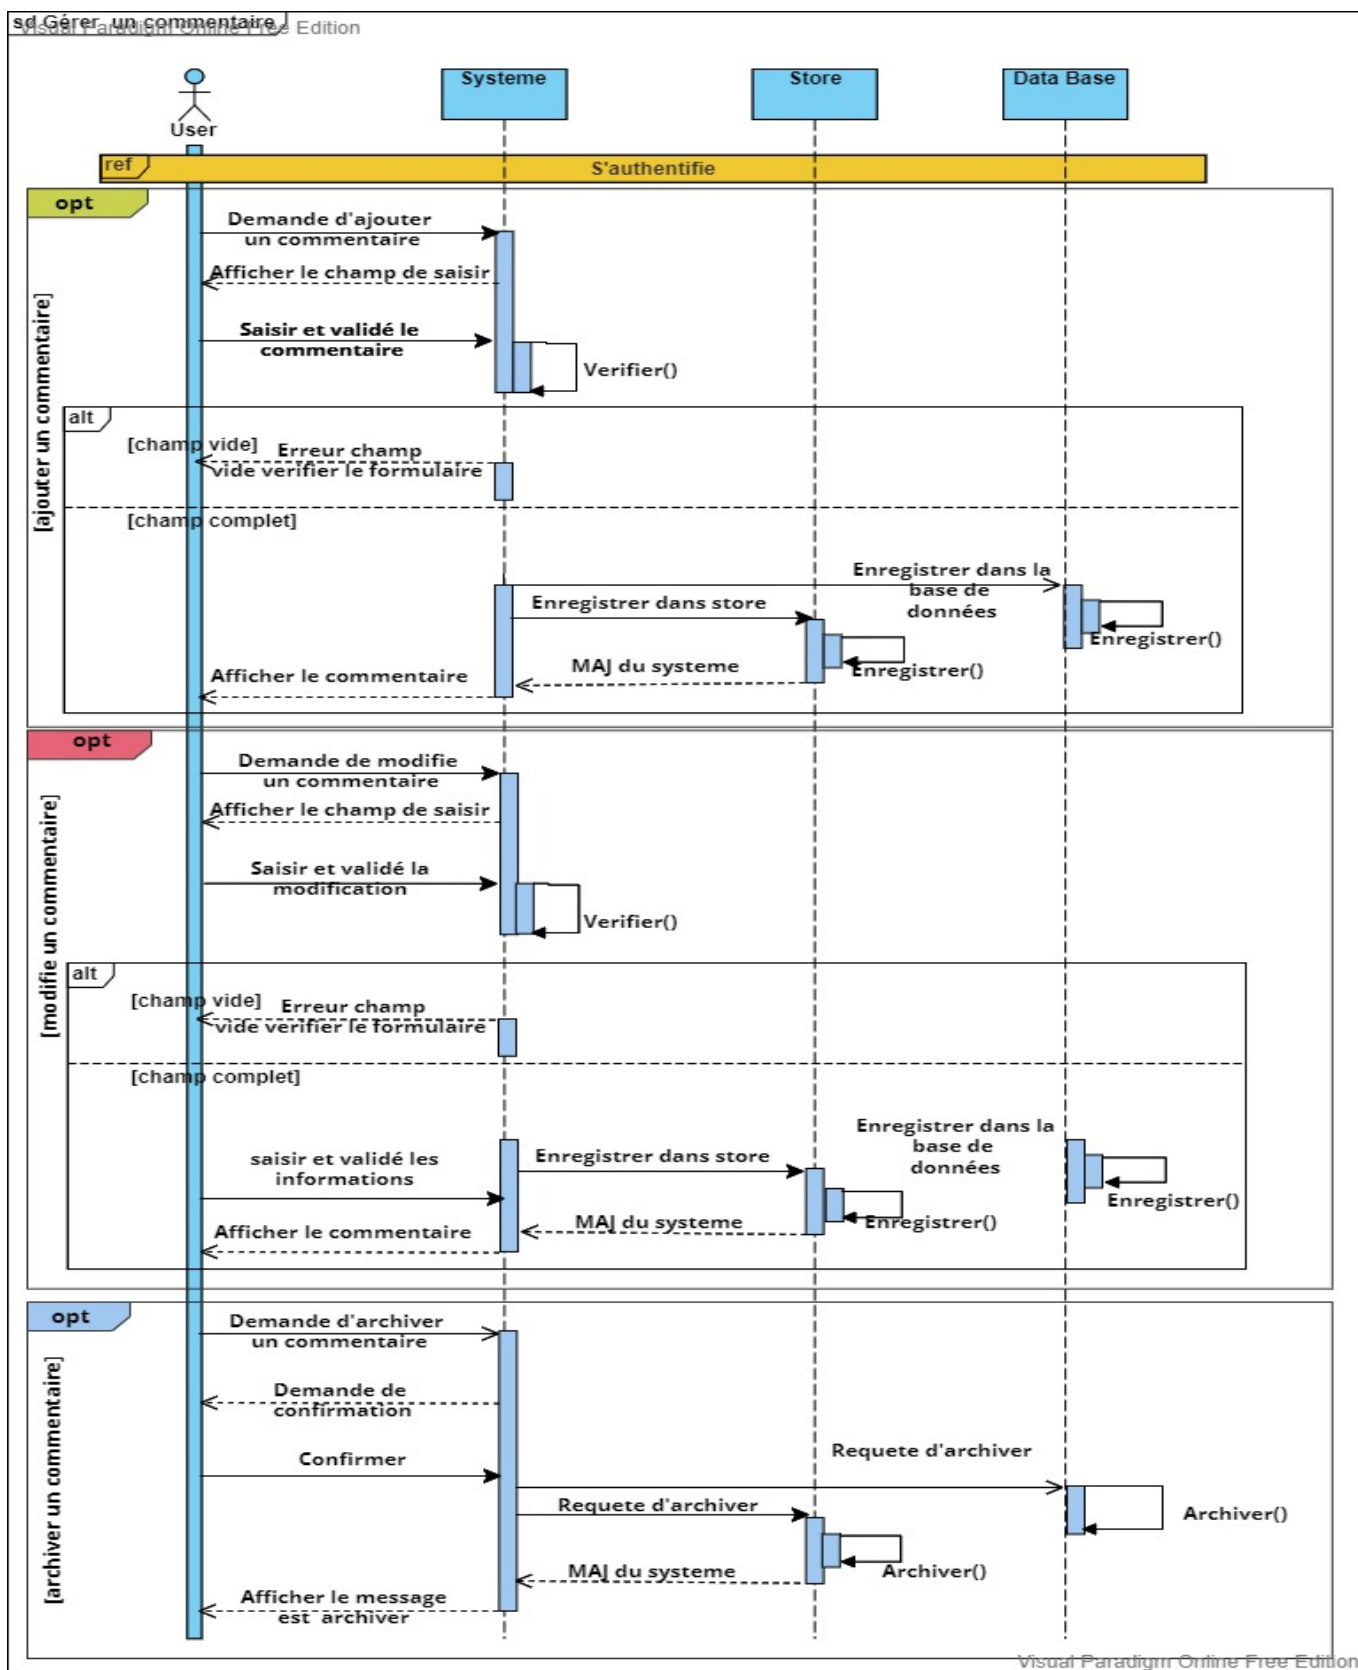 sd Gérer un commentaire
Visual Paradigm Online Free Edition
Systeme
Store
Data Base
User
ref
S'authentifie
opt
[ajouter un commentaire]
Demande d'ajouter
un commentaire
Afficher le champ de saisir
Saisir et validé le
commentaire
Verifier()
alt
[champ vide]
Erreur champ
vide verifier le formulaire
[champ complet]
Enregistrer dans la
base de
données
Enregistrer dans store
Enregistrer()
MAJ du systeme
Enregistrer()
Afficher le commentaire
opt
[modifie un commentaire]
Demande de modifie
un commentaire
Afficher le champ de saisir
Saisir et validé la
modification
Verifier()
alt
[champ vide]
Erreur champ
vide verifier le formulaire
[champ complet]
Enregistrer dans la
base de
données
Enregistrer dans store
saisir et validé les
informations
Enregistrer()
MAJ du systeme
Enregistrer()
Afficher le commentaire
opt
[archiver un commentaire]
Demande d'archiver
un commentaire
Demande de
confirmation
Confirmer
Requete d'archiver
Requete d'archiver
Archiver()
MAJ du systeme
Archiver()
Afficher le message
est archiver
Visual Paradigm Online Free Edition